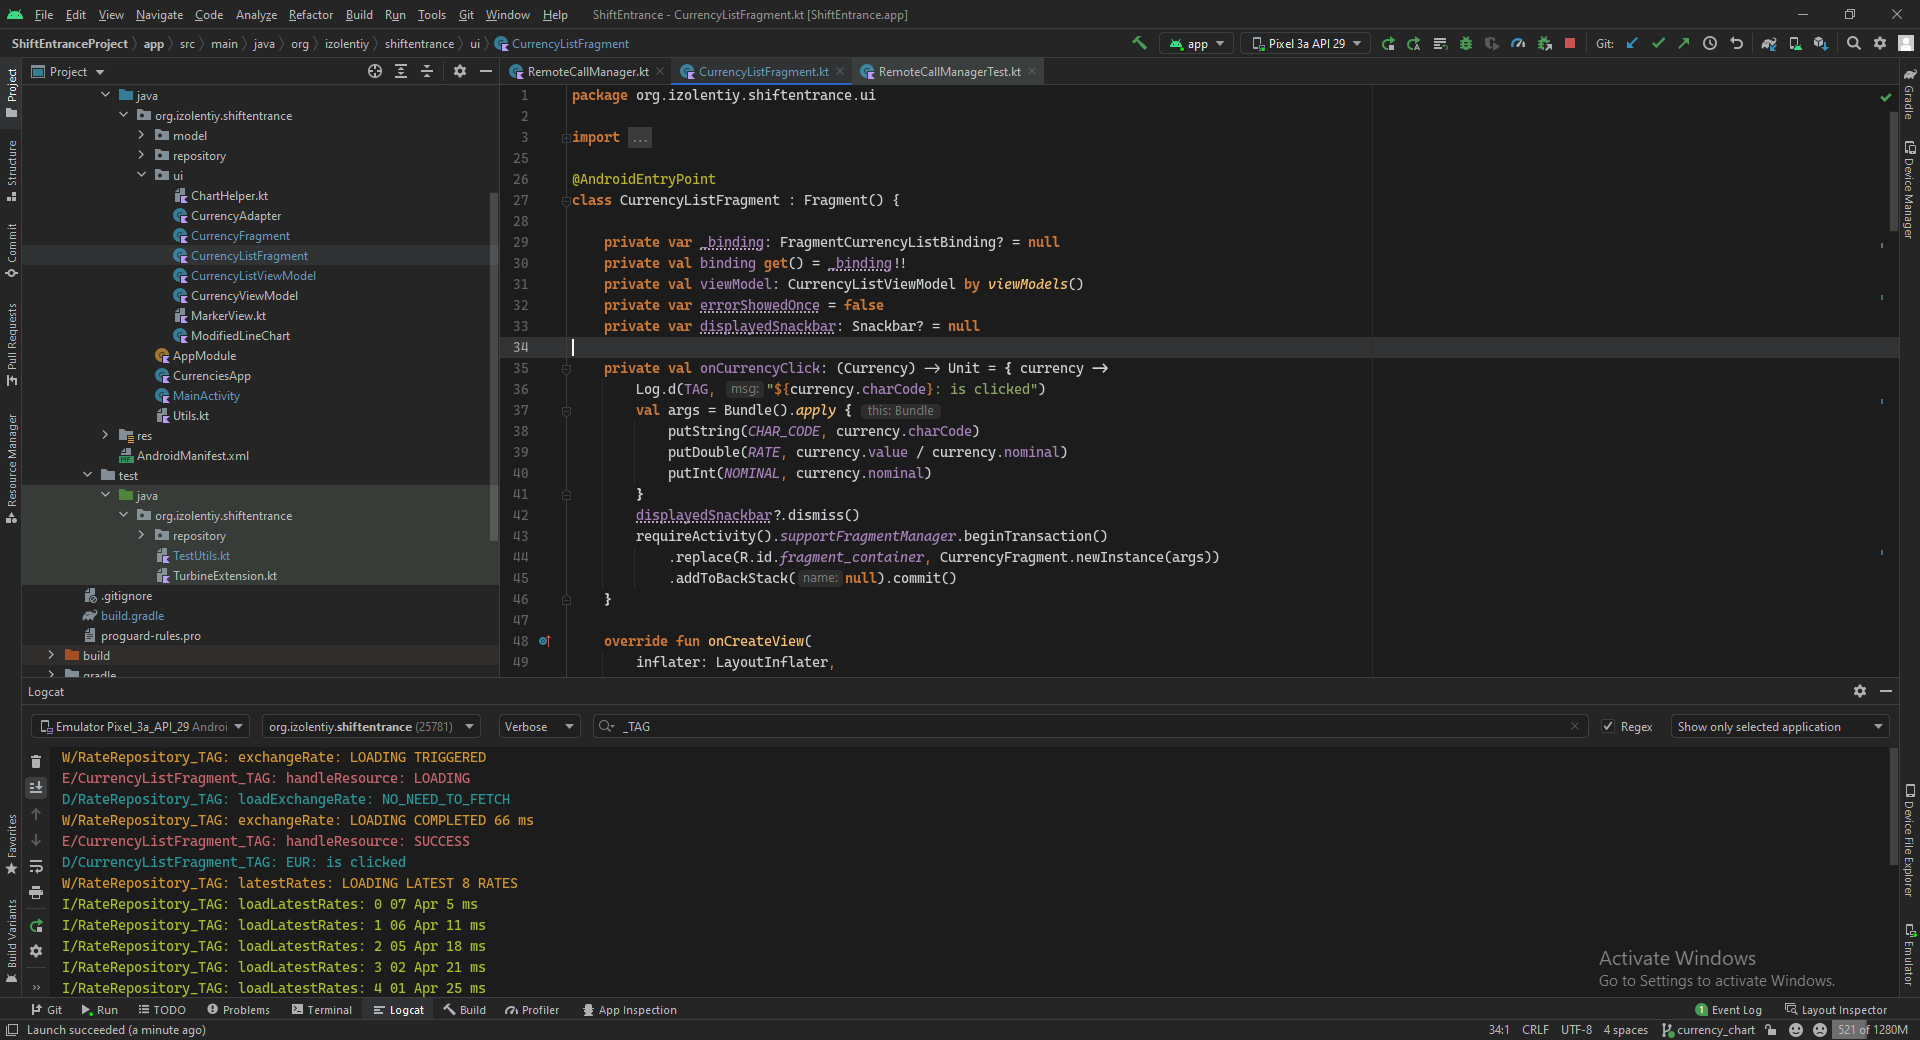 File Edit View Navigate Code Analyze Refactor Build Run Tools Git Window Help ShiftEntrance - CurrencyListFragment.kt [ShiftEntrance.app]
ShiftEntranceProject app src main java org izolentiy shiftentrance ui CurrencyListFragment app Pixel 3a API 29 Git:
Project
RemoteCallManager.kt CurrencyListFragment.kt RemoteCallManagerTest.kt
Project
Structure
Commit
Pull Requests
Resource Manager
Favorites
Build Variants
java
org.izolentiy.shiftentrance
model
repository
ui
ChartHelper.kt
CurrencyAdapter
CurrencyFragment
CurrencyListFragment
CurrencyListViewModel
CurrencyViewModel
MarkerView.kt
ModifiedLineChart
AppModule
CurrenciesApp
MainActivity
Utils.kt
res
AndroidManifest.xml
test
java
org.izolentiy.shiftentrance
repository
TestUtils.kt
TurbineExtension.kt
.gitignore
build.gradle
proguard-rules.pro
build
gradle
1 package org.izolentiy.shiftentrance.ui
2
3 import ...
25
26 @AndroidEntryPoint
27 class CurrencyListFragment : Fragment() {
28
29 private var _binding: FragmentCurrencyListBinding? = null
30 private val binding get() = _binding!!
31 private val viewModel: CurrencyListViewModel by viewModels()
32 private var errorShowedOnce = false
33 private var displayedSnackbar: Snackbar? = null
34
35 private val onCurrencyClick: (Currency) -> Unit = { currency ->
36 Log.d(TAG, msg: "${currency.charCode}: is clicked")
37 val args = Bundle().apply { this: Bundle
38 putString(CHAR_CODE, currency.charCode)
39 putDouble(RATE, currency.value / currency.nominal)
40 putInt(NOMINAL, currency.nominal)
41 }
42 displayedSnackbar?.dismiss()
43 requireActivity().supportFragmentManager.beginTransaction()
44 .replace(R.id.fragment_container, CurrencyFragment.newInstance(args))
45 .addToBackStack( name: null).commit()
46 }
47
48 override fun onCreateView(
49 inflater: LayoutInflater,
Gradle
Device Manager
Device File Explorer
Emulator
Logcat
Emulator Pixel_3a_API_29 Androi org.izolentiy.shiftentrance (25781) Verbose _TAG Regex Show only selected application
W/RateRepository_TAG: exchangeRate: LOADING TRIGGERED
E/CurrencyListFragment_TAG: handleResource: LOADING
D/RateRepository_TAG: loadExchangeRate: NO_NEED_TO_FETCH
W/RateRepository_TAG: exchangeRate: LOADING COMPLETED 66 ms
E/CurrencyListFragment_TAG: handleResource: SUCCESS
D/CurrencyListFragment_TAG: EUR: is clicked
W/RateRepository_TAG: latestRates: LOADING LATEST 8 RATES
I/RateRepository_TAG: loadLatestRates: 0 07 Apr 5 ms
I/RateRepository_TAG: loadLatestRates: 1 06 Apr 11 ms
I/RateRepository_TAG: loadLatestRates: 2 05 Apr 18 ms
I/RateRepository_TAG: loadLatestRates: 3 02 Apr 21 ms
I/RateRepository_TAG: loadLatestRates: 4 01 Apr 25 ms
Activate Windows
Go to Settings to activate Windows.
Git Run TODO Problems Terminal Logcat Build Profiler App Inspection 1 Event Log Layout Inspector
Launch succeeded (a minute ago) 34:1 CRLF UTF-8 4 spaces currency_chart 521 of 1280M